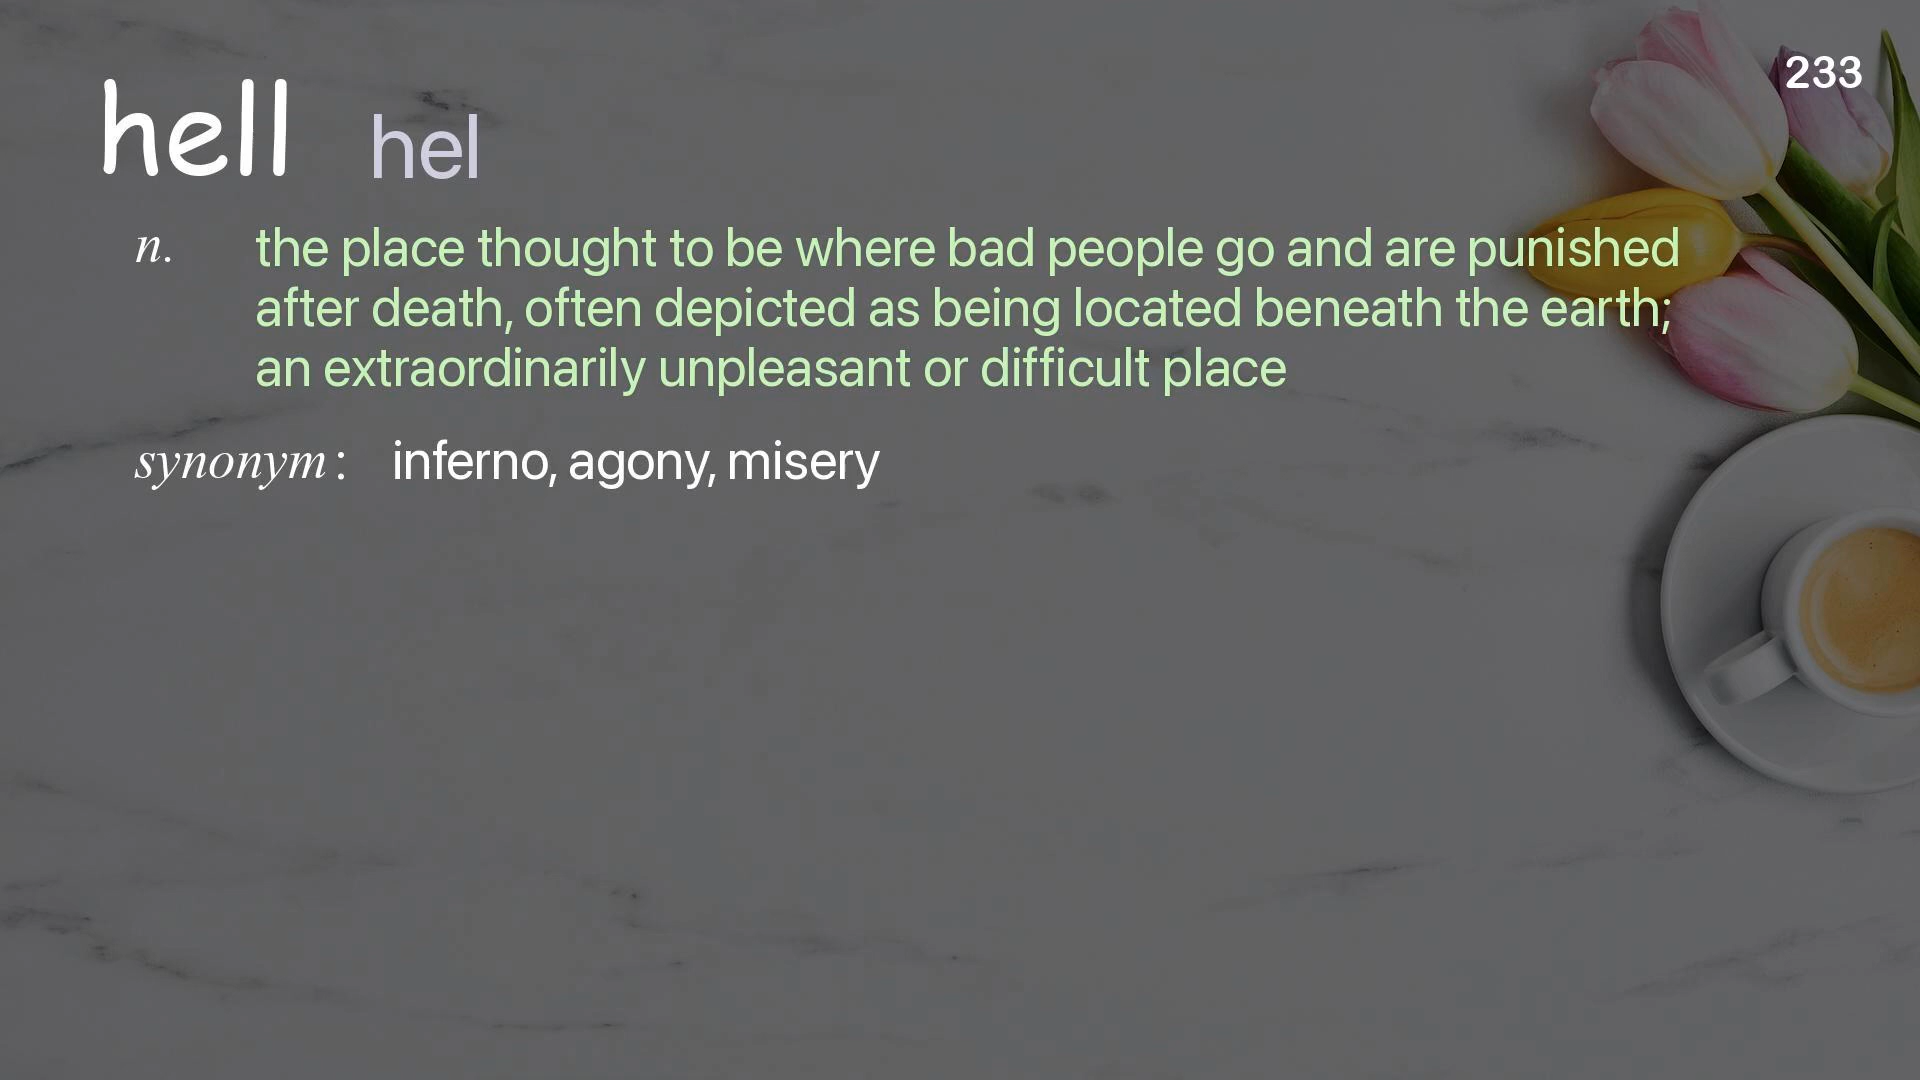 233
hell hel
n. the place thought to be where bad people go and are punished
after death, often depicted as being located beneath the earth;
an extraordinarily unpleasant or difficult place
synonym : inferno, agony, misery